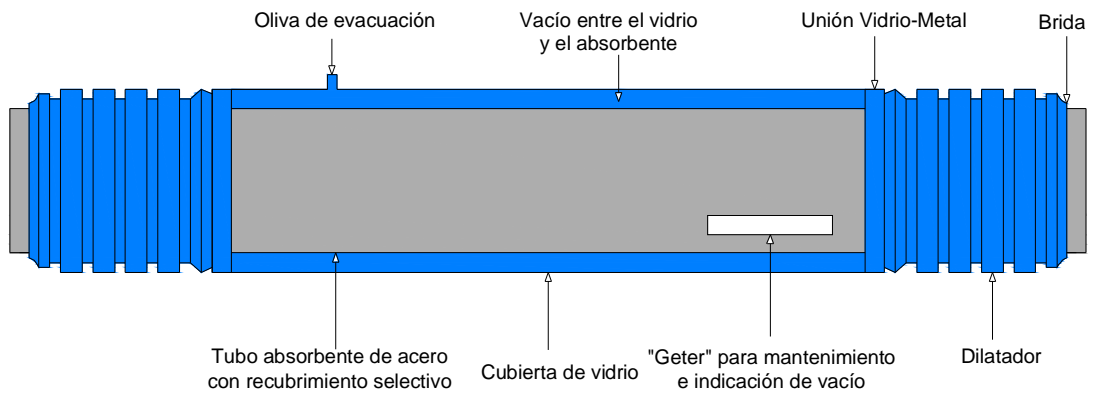 Oliva de evacuación
Vacío entre el vidrio
y el absorbente
Unión Vidrio-Metal
Brida
Tubo absorbente de acero
con recubrimiento selectivo
Cubierta de vidrio
"Geter" para mantenimiento
e indicación de vacío
Dilatador